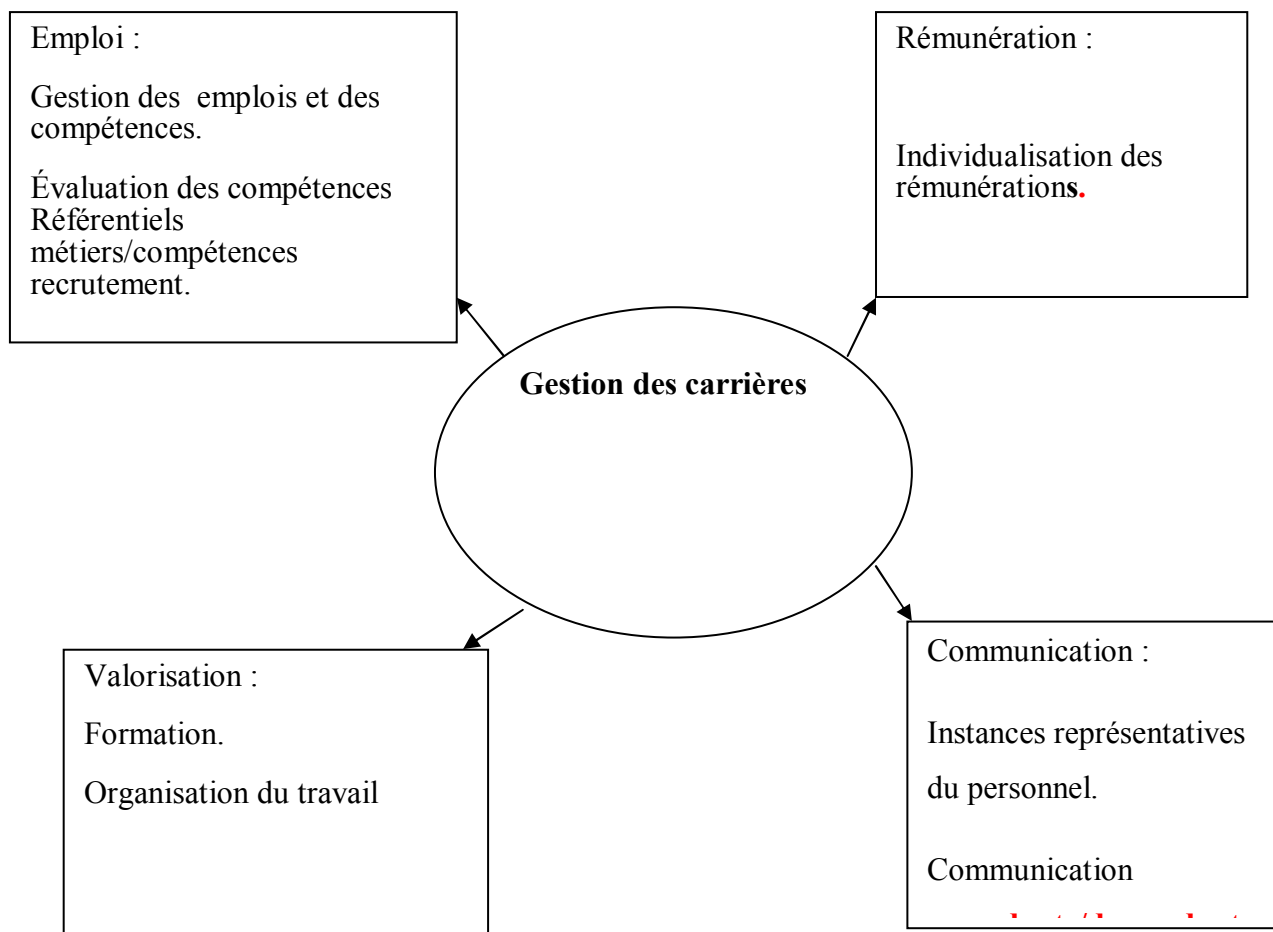 Emploi :
Gestion des  emplois et des
compétences.
Évaluation des compétences
Référentiels
métiers/compétences
recrutement.
Rémunération :
Individualisation des
rémunérations.
Gestion des carrières
Valorisation :
Formation.
Organisation du travail
Communication :
Instances représentatives
du personnel.
Communication